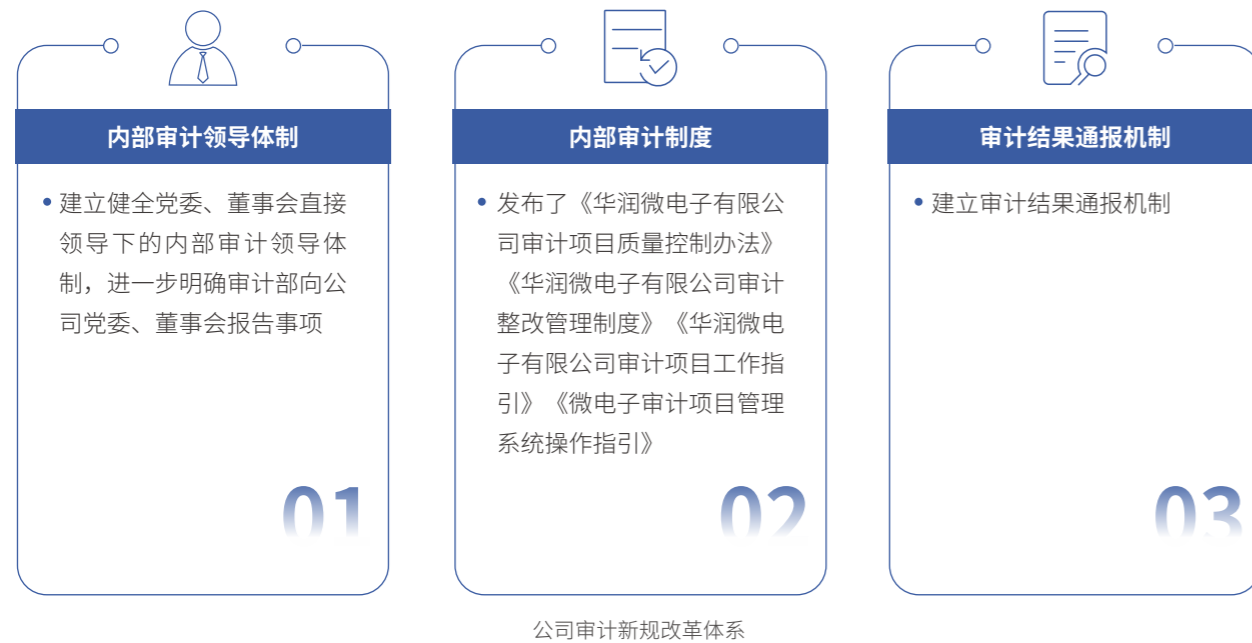 内部审计领导体制
• 建立健全党委、董事会直接
领导下的内部审计领导体
制，进一步明确审计部向公
司党委、董事会报告事项
01
内部审计制度
• 发布了《华润微电子有限公
司审计项目质量控制办法》
《华润微电子有限公司审计
整改管理制度》《华润微电
子有限公司审计项目工作指
引》《微电子审计项目管理
系统操作指引》
02
审计结果通报机制
• 建立审计结果通报机制
03
公司审计新规改革体系